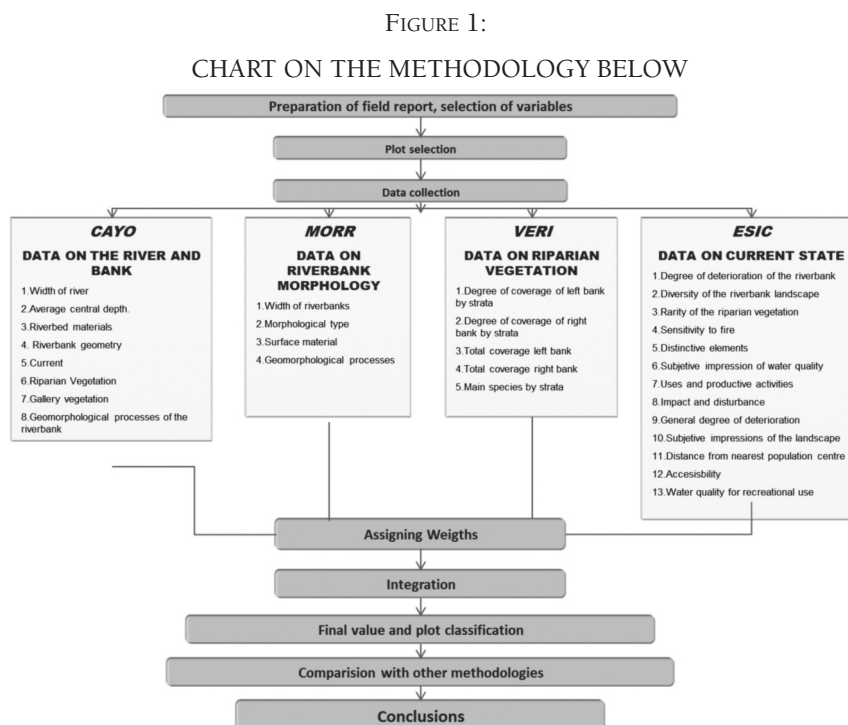 FIGURE 1:
CHART ON THE METHODOLOGY BELOW
Preparation of field report, selection of variables
Plot selection
Data collection
CAYO
DATA ON THE RIVER AND
BANK
1.Width of river
2.Average central depth.
3.Riverbed materials
4. Riverbank geometry
5.Current
6.Riparian Vegetation
7.Gallery vegetation
8.Geomorphological processes of the
riverbank
MORR
DATA ON
RIVERBANK
MORPHOLOGY
1.Width of riverbanks
2.Morphological type
3.Surface material
4.Geomorphological processes
VERI
DATA ON RIPARIAN
VEGETATION
1.Degree of coverage of left bank
by strata
2.Degree of coverage of right
bank by strata
3.Total coverage left bank
4.Total coverage right bank
5.Main species by strata
ESIC
DATA ON CURRENT STATE
1.Degree of deterioration of the riverbank
2.Diversity of the riverbank landscape
3.Rarity of the riparian vegetation
4.Sensitivity to fire
5.Distinctive elements
6.Subjetive impression of water quality
7.Uses and productive activities
8.Impact and disturbance
9.General degree of deterioration
10.Subjetive impressions of the landscape
11.Distance from nearest population centre
12.Accesisbility
13.Water quality for recreational use
Assigning Weigths
Integration
Final value and plot classification
Comparision with other methodologies
Conclusions